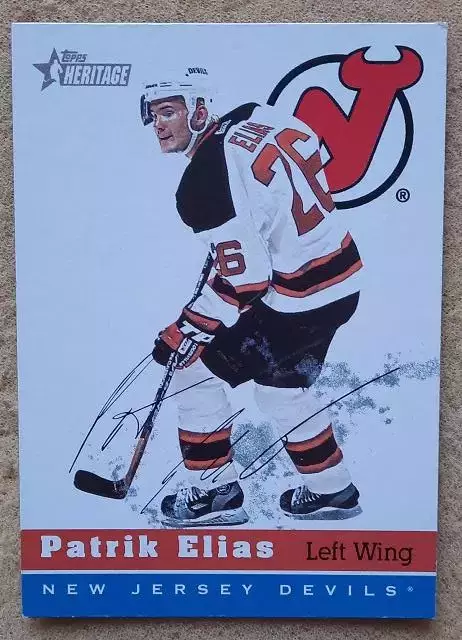 topps
HERITAGE
DEVILS
ELIAS
26
26
®
Patrik Elias Left Wing
NEW JERSEY DEVILS®